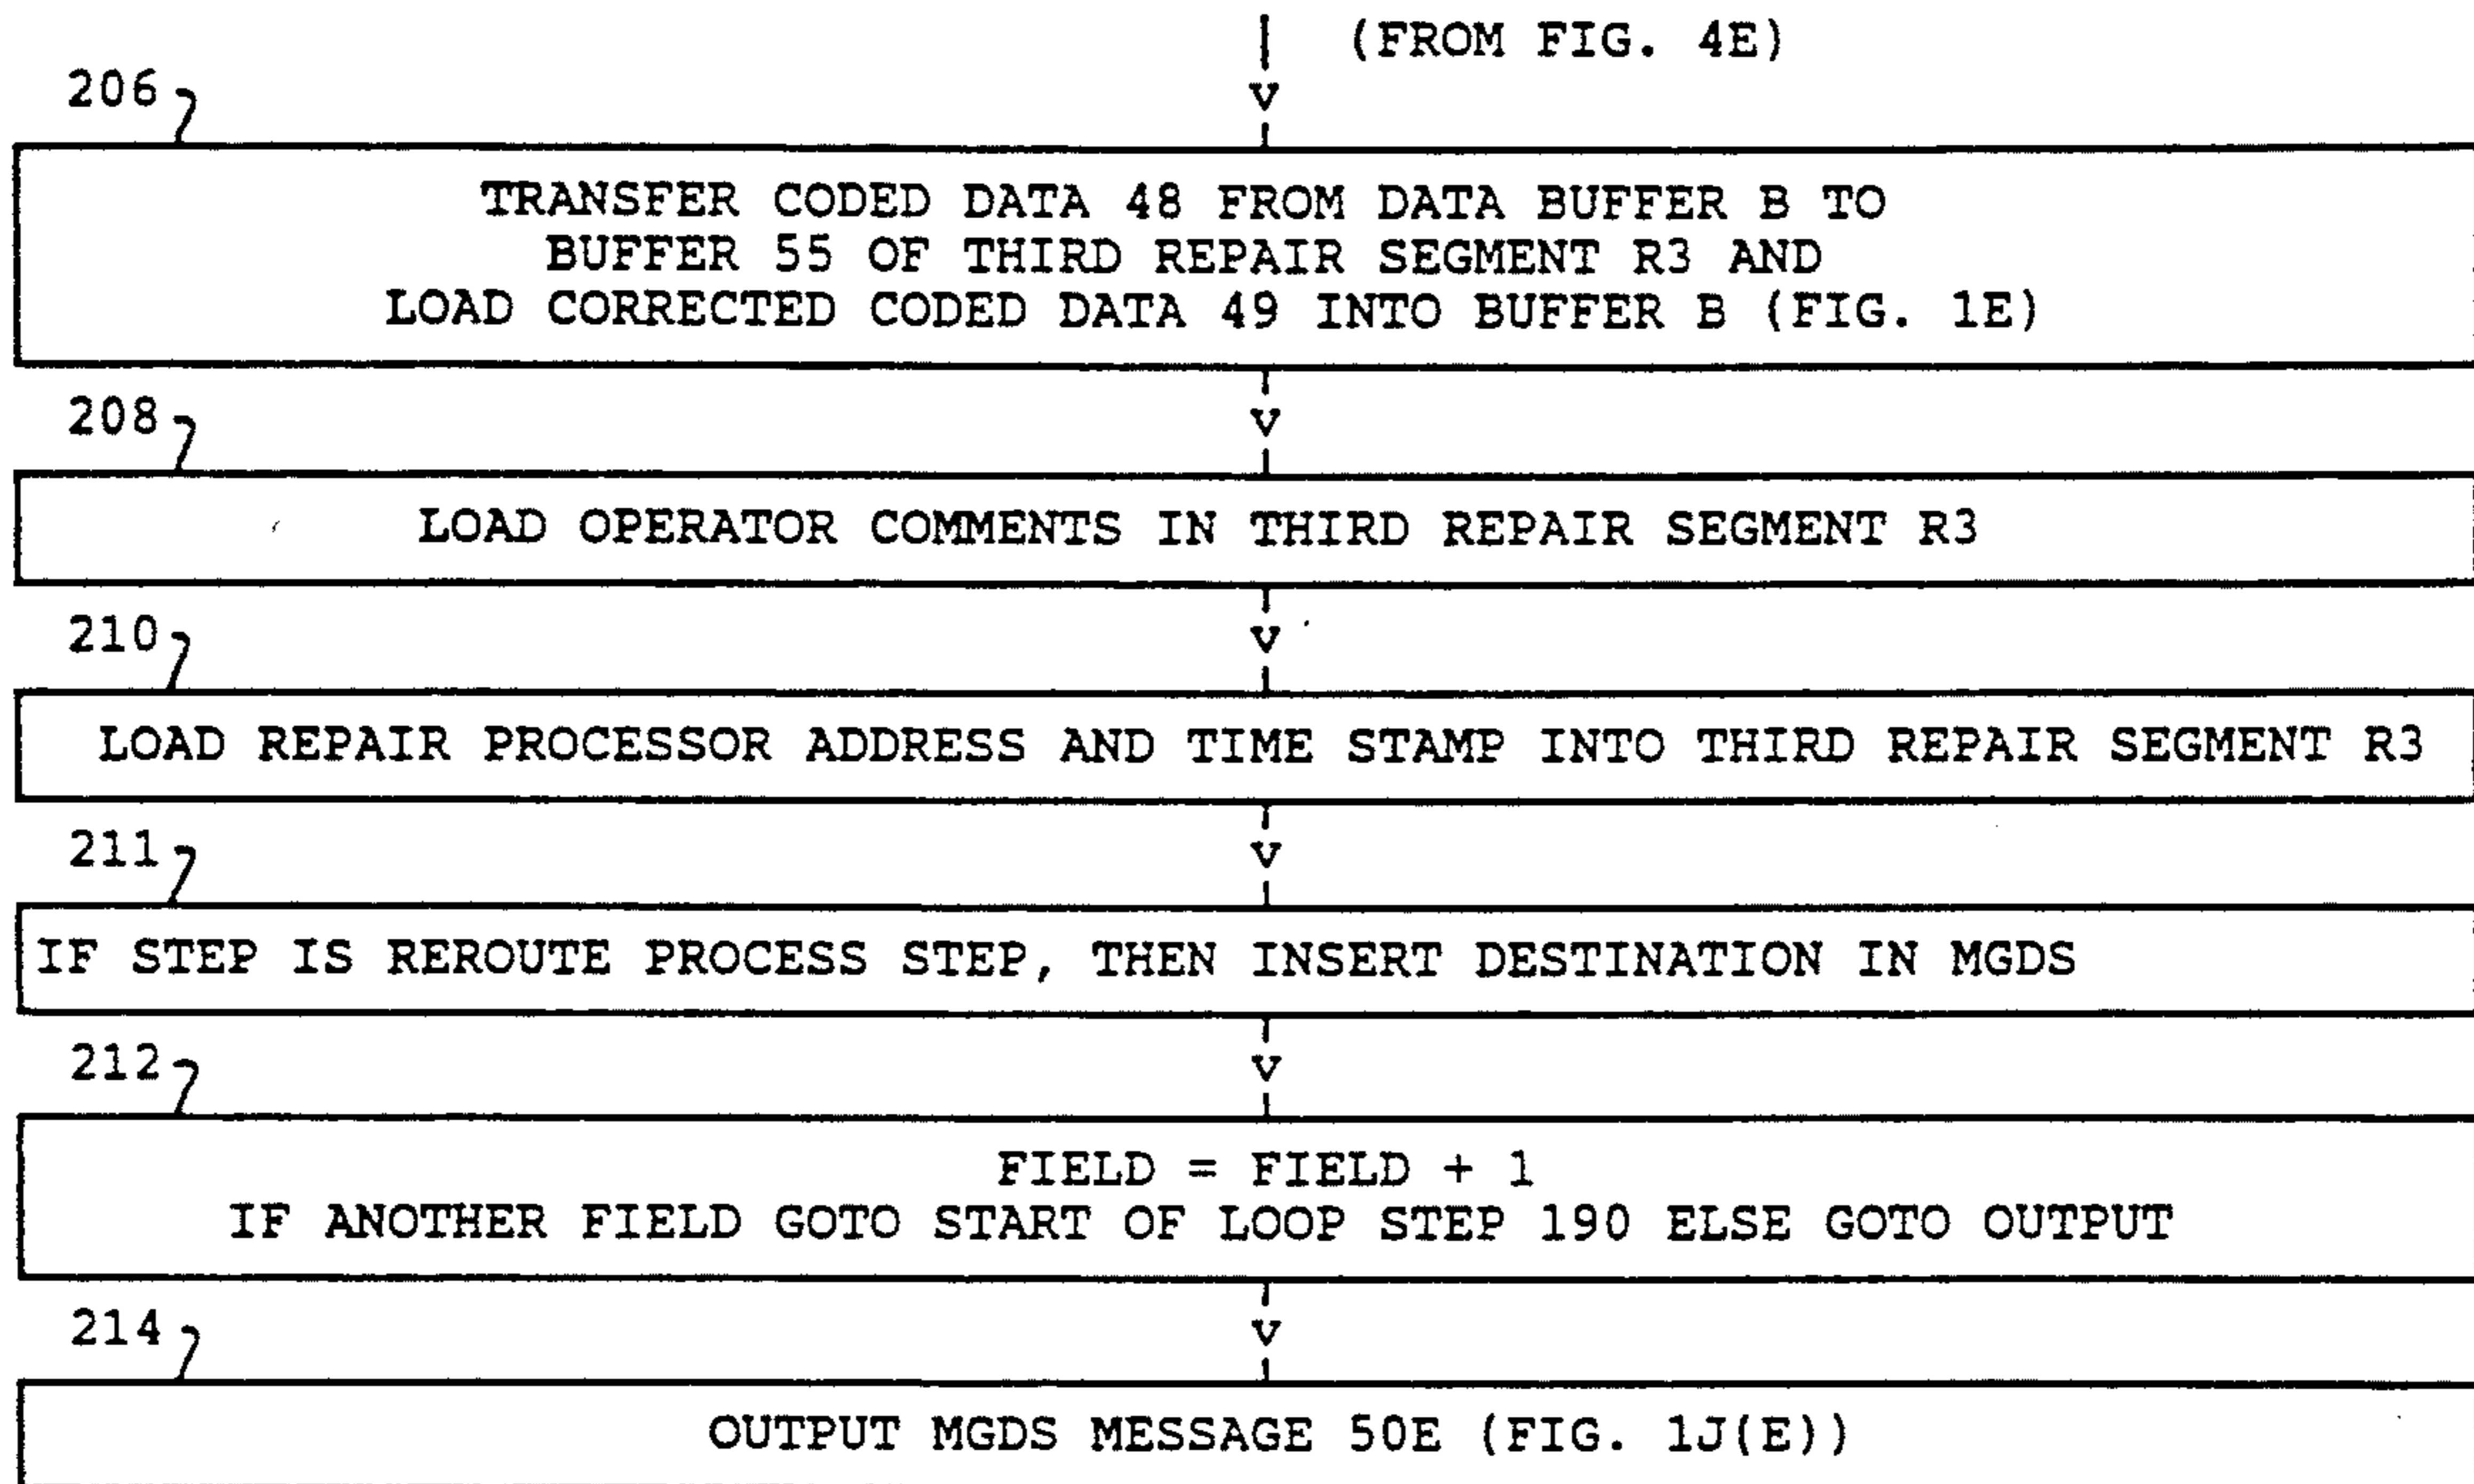 (FROM FIG. 4E)
206
TRANSFER CODED DATA 48 FROM DATA BUFFER B TO
BUFFER 55 OF THIRD REPAIR SEGMENT R3 AND
LOAD CORRECTED CODED DATA 49 INTO BUFFER B (FIG. 1E)
208
LOAD OPERATOR COMMENTS IN THIRD REPAIR SEGMENT R3
210
LOAD REPAIR PROCESSOR ADDRESS AND TIME STAMP INTO THIRD REPAIR SEGMENT R3
211
IF STEP IS REROUTE PROCESS STEP, THEN INSERT DESTINATION IN MGDS
212
FIELD = FIELD + 1
IF ANOTHER FIELD GOTO START OF LOOP STEP 190 ELSE GOTO OUTPUT
214
OUTPUT MGDS MESSAGE 50E (FIG. 1J(E))